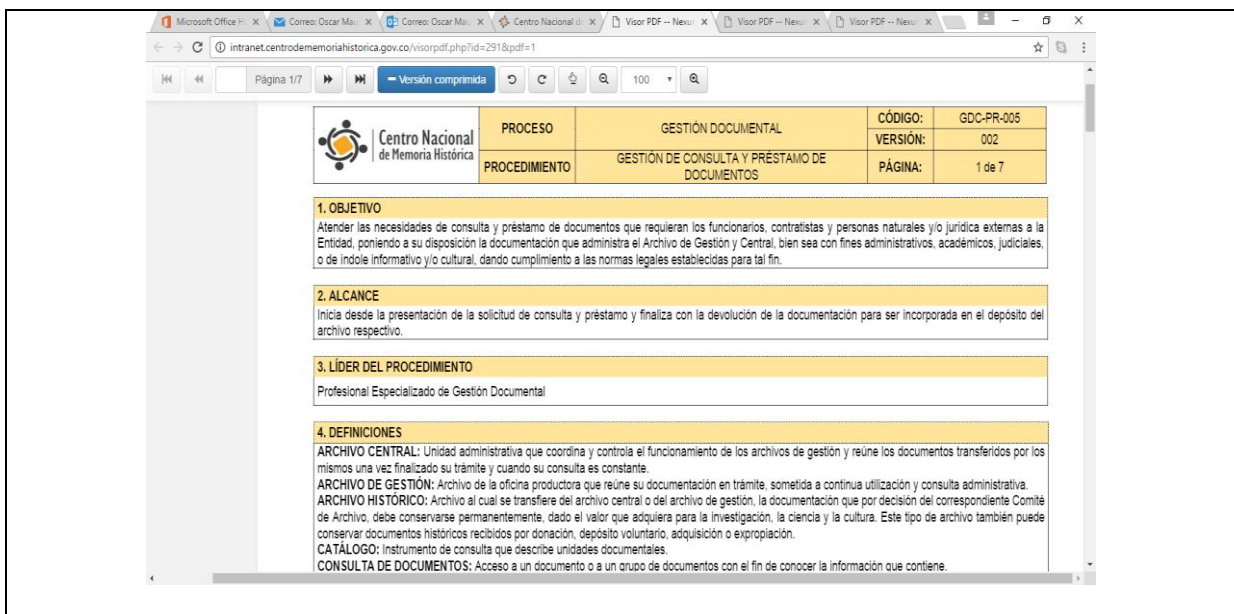 Microsoft Office H X Correo: Oscar Mau X Correo: Oscar Mau X Centro Nacional d X Visor PDF -- Nexur X Visor PDF -- Nexur X Visor PDF -- Nexur X
intranet.centrodememoriahistorica.gov.co/visorpdf.php?id=291&pdf=1
Página 1/7 Versión comprimida 100
Centro Nacional
de Memoria Histórica
PROCESO GESTIÓN DOCUMENTAL CÓDIGO: GDC-PR-005
VERSIÓN: 002
PROCEDIMIENTO GESTIÓN DE CONSULTA Y PRÉSTAMO DE
DOCUMENTOS
PÁGINA: 1 de 7
1. OBJETIVO
Atender las necesidades de consulta y préstamo de documentos que requieran los funcionarios, contratistas y personas naturales y/o jurídica externas a la
Entidad, poniendo a su disposición la documentación que administra el Archivo de Gestión y Central, bien sea con fines administrativos, académicos, judiciales,
o de índole informativo y/o cultural, dando cumplimiento a las normas legales establecidas para tal fin.
2. ALCANCE
Inicia desde la presentación de la solicitud de consulta y préstamo y finaliza con la devolución de la documentación para ser incorporada en el depósito del
archivo respectivo.
3. LÍDER DEL PROCEDIMIENTO
Profesional Especializado de Gestión Documental
4. DEFINICIONES
ARCHIVO CENTRAL: Unidad administrativa que coordina y controla el funcionamiento de los archivos de gestión y reúne los documentos transferidos por los
mismos una vez finalizado su trámite y cuando su consulta es constante.
ARCHIVO DE GESTIÓN: Archivo de la oficina productora que reúne su documentación en trámite, sometida a continua utilización y consulta administrativa.
ARCHIVO HISTÓRICO: Archivo al cual se transfiere del archivo central o del archivo de gestión, la documentación que por decisión del correspondiente Comité
de Archivo, debe conservarse permanentemente, dado el valor que adquiera para la investigación, la ciencia y la cultura. Este tipo de archivo también puede
conservar documentos históricos recibidos por donación, depósito voluntario, adquisición o expropiación.
CATÁLOGO: Instrumento de consulta que describe unidades documentales.
CONSULTA DE DOCUMENTOS: Acceso a un documento o a un grupo de documentos con el fin de conocer la información que contiene.